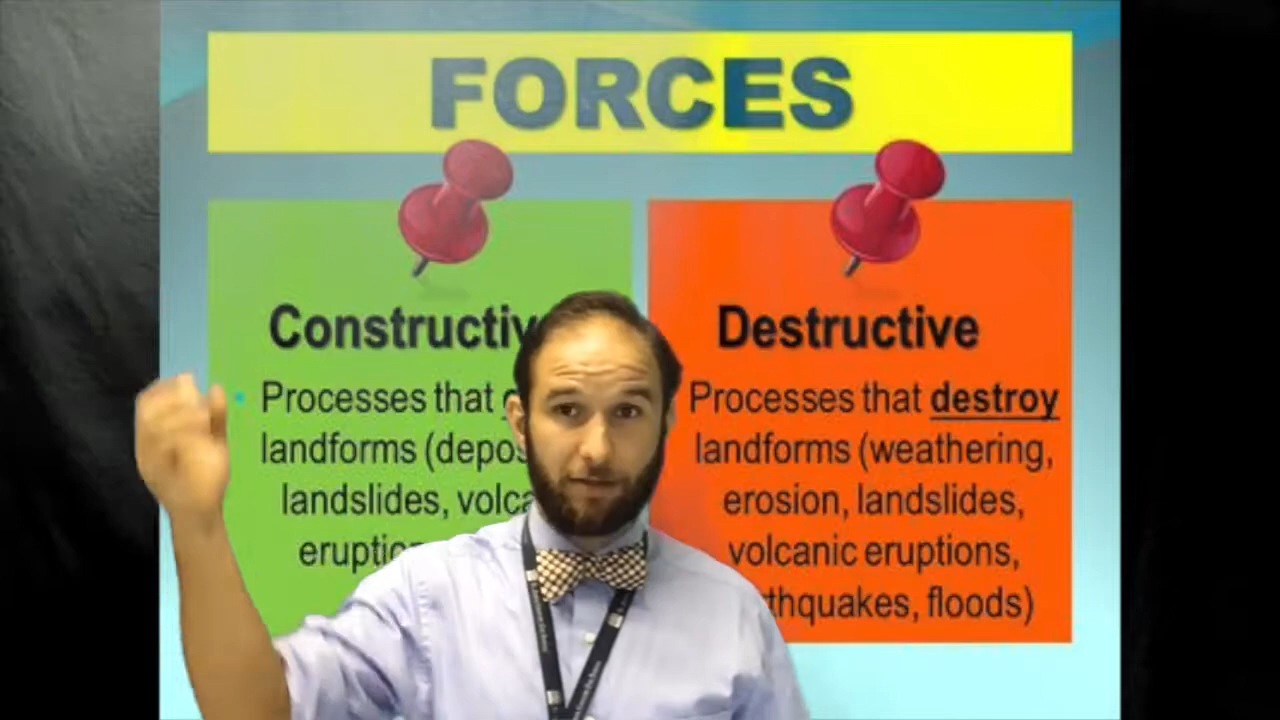 FORCES
Constructiv
Processes that
landforms (depos
landslides, volca
eruptio
Destructive
Processes that destroy
landforms (weathering,
erosion, landslides,
volcanic eruptions,
thquakes, floods)